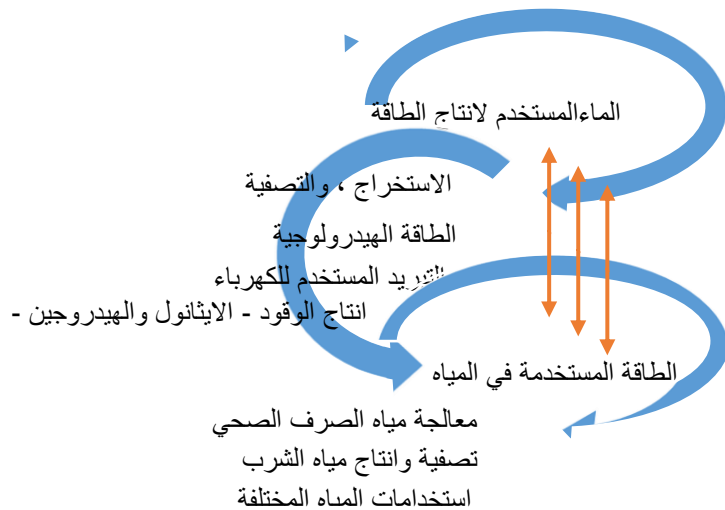 الماءالمستخدم لانتاج الطاقة
الاستخراج ، والتصفية
الطاقة الهيدرولوجية
التبريد المستخدم للكهرباء
انتاج الوقود - الايثانول والهيدروجين -
الطاقة المستخدمة في المياه
معالجة مياه الصرف الصحي
تصفية وانتاج مياه الشرب
استخدامات المياه المختلفة